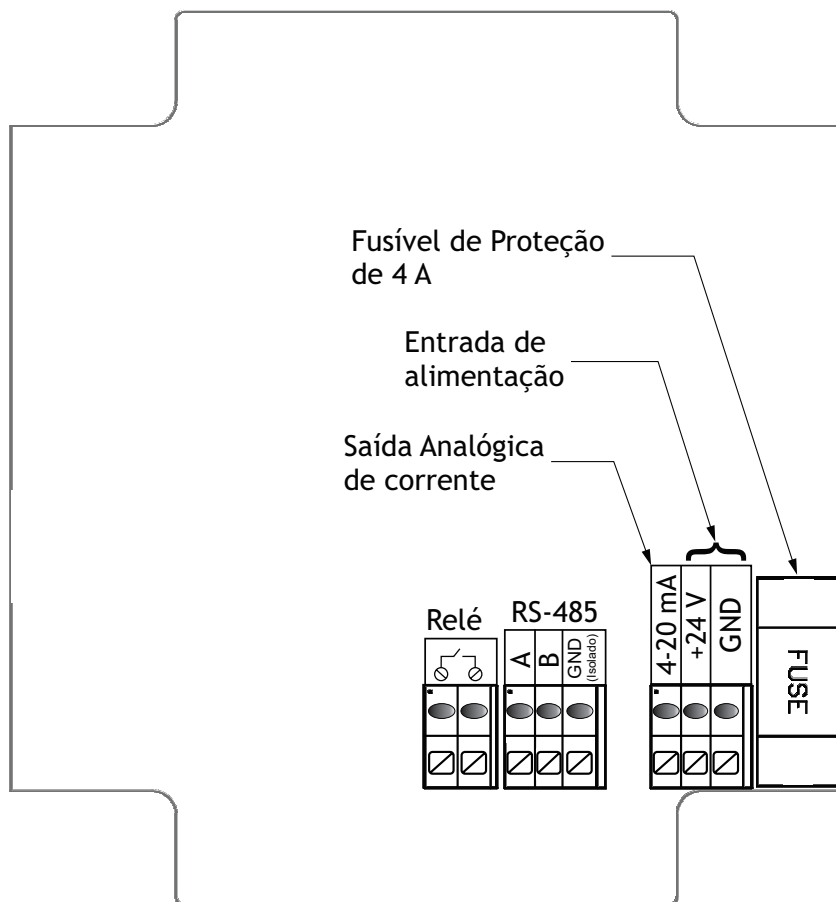 Fusível de Proteção
de 4 A
Entrada de
alimentação
Saída Analógica
de corrente
Relé
RS-485
A
B
GND
(Isolado)
4-20 mA
+24 V
GND
FUSE